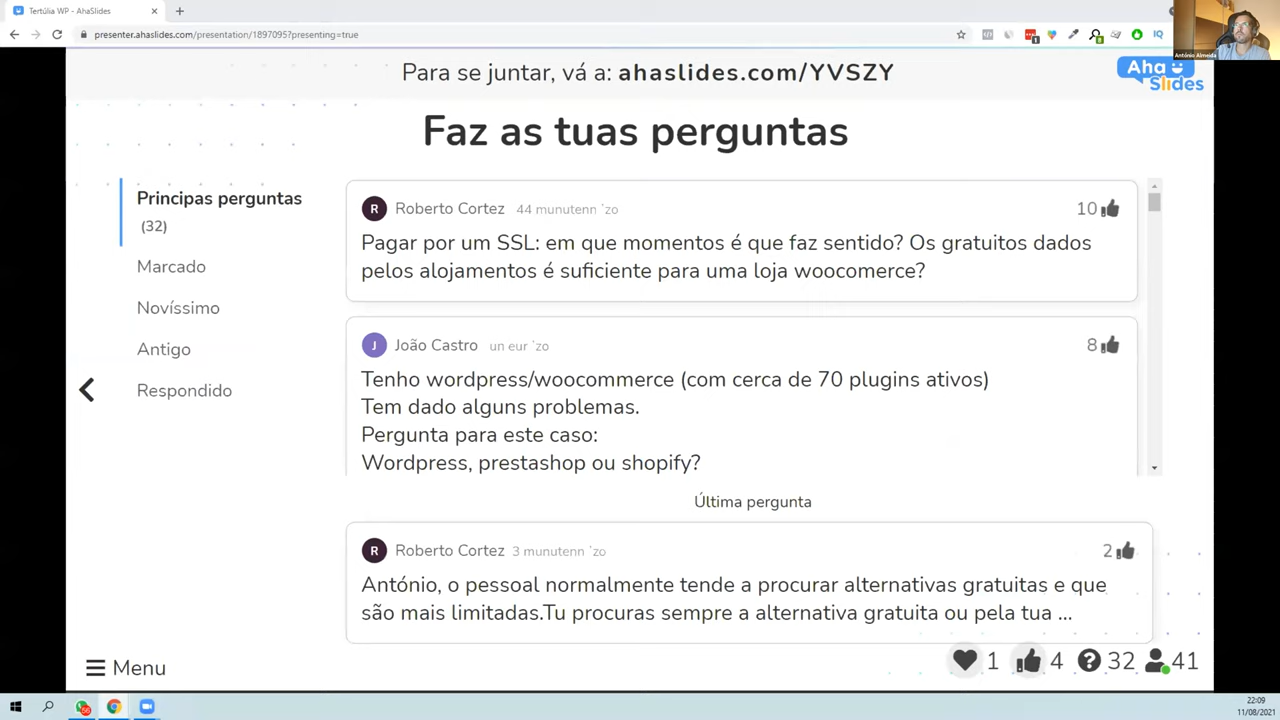 Tertúlia WP - AhaSlides
presenter.ahaslides.com/presentation/1897095?presenting=true
António Almeida
Para se juntar, vá a: ahaslides.com/YVSZY
Aha Slides
Faz as tuas perguntas
Principas perguntas
(32)
Marcado
Novíssimo
Antigo
Respondido
R Roberto Cortez 44 munutenn 'zo 10
Pagar por um SSL: em que momentos é que faz sentido? Os gratuitos dados
pelos alojamentos é suficiente para uma loja woocomerce?
J João Castro un eur 'zo 8
Tenho wordpress/woocommerce (com cerca de 70 plugins ativos)
Tem dado alguns problemas.
Pergunta para este caso:
Wordpress, prestashop ou shopify?
Última pergunta
R Roberto Cortez 3 munutenn 'zo 2
António, o pessoal normalmente tende a procurar alternativas gratuitas e que
são mais limitadas.Tu procuras sempre a alternativa gratuita ou pela tua ...
Menu
1 4 32 41
22:09
11/08/2021